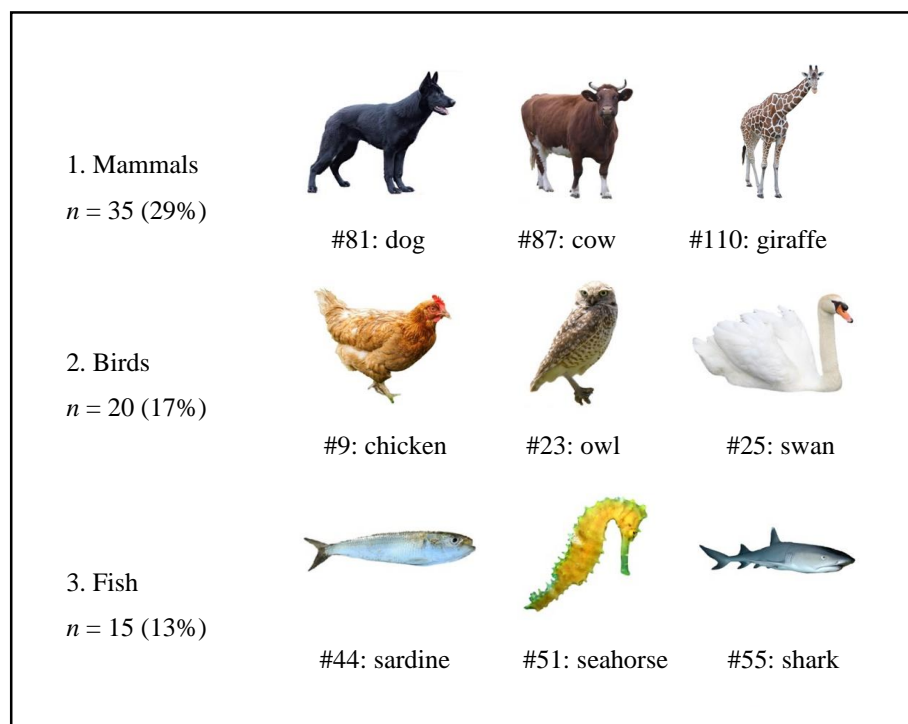 1. Mammals
n = 35 (29%)
#81: dog #87: cow #110: giraffe
2. Birds
n = 20 (17%)
#9: chicken #23: owl #25: swan
3. Fish
n = 15 (13%)
#44: sardine #51: seahorse #55: shark